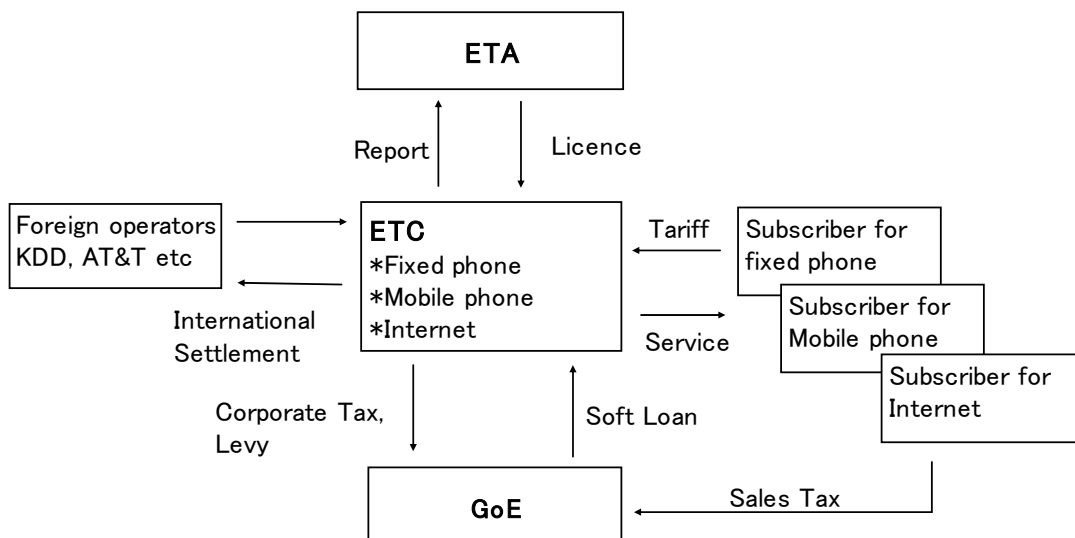 ETA
Report
Licence
Foreign operators
KDD, AT&T etc
ETC
*Fixed phone
*Mobile phone
*Internet
Tariff
Subscriber for
fixed phone
International
Settlement
Service
Subscriber for
Mobile phone
Subscriber for
Internet
Corporate Tax,
Levy
Soft Loan
GoE
Sales Tax